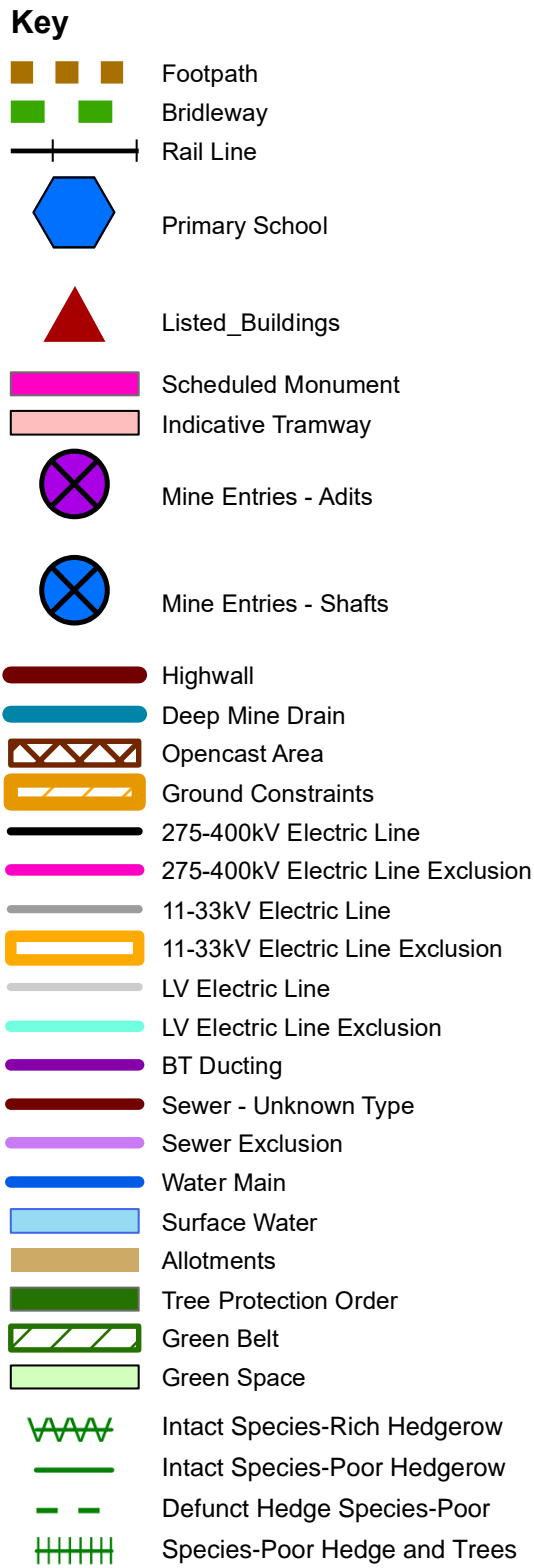 Key
Footpath
Bridleway
Rail Line
Primary School
Listed_Buildings
Scheduled Monument
Indicative Tramway
Mine Entries - Adits
Mine Entries - Shafts
Highwall
Deep Mine Drain
Opencast Area
Ground Constraints
275-400kV Electric Line
275-400kV Electric Line Exclusion
11-33kV Electric Line
11-33kV Electric Line Exclusion
LV Electric Line
LV Electric Line Exclusion
BT Ducting
Sewer - Unknown Type
Sewer Exclusion
Water Main
Surface Water
Allotments
Tree Protection Order
Green Belt
Green Space
Intact Species-Rich Hedgerow
Intact Species-Poor Hedgerow
Defunct Hedge Species-Poor
Species-Poor Hedge and Trees